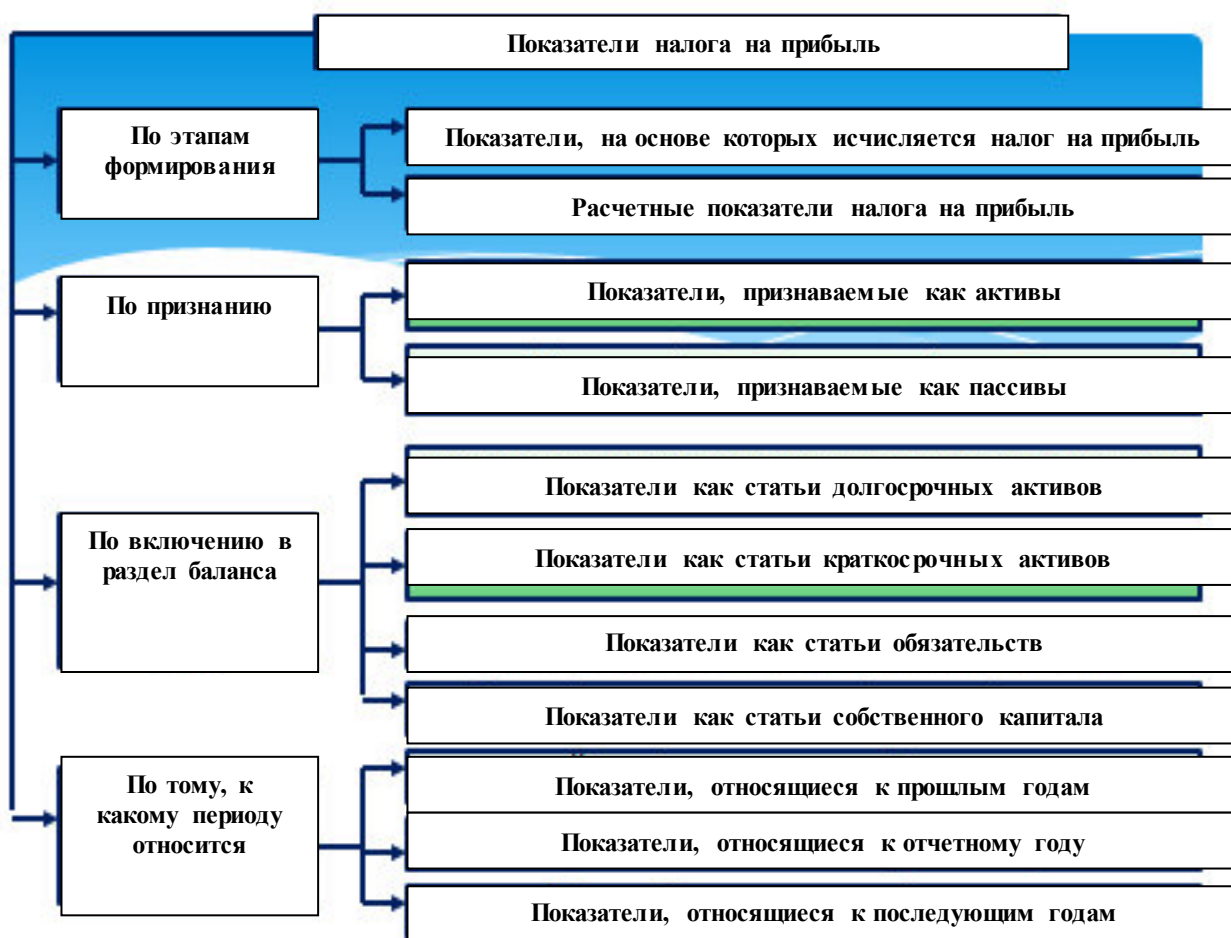 Показатели налога на прибыль
По этапам
формирования
Показатели, на основе которых исчисляется налог на прибыль
Расчетные показатели налога на прибыль
По признанию
Показатели, признаваемые как активы
Показатели, признаваемые как пассивы
По включению в
раздел баланса
Показатели как статьи долгосрочных активов
Показатели как статьи краткосрочных активов
Показатели как статьи обязательств
Показатели как статьи собственного капитала
По тому, к
какому периоду
относится
Показатели, относящиеся к прошлым годам
Показатели, относящиеся к отчетному году
Показатели, относящиеся к последующим годам